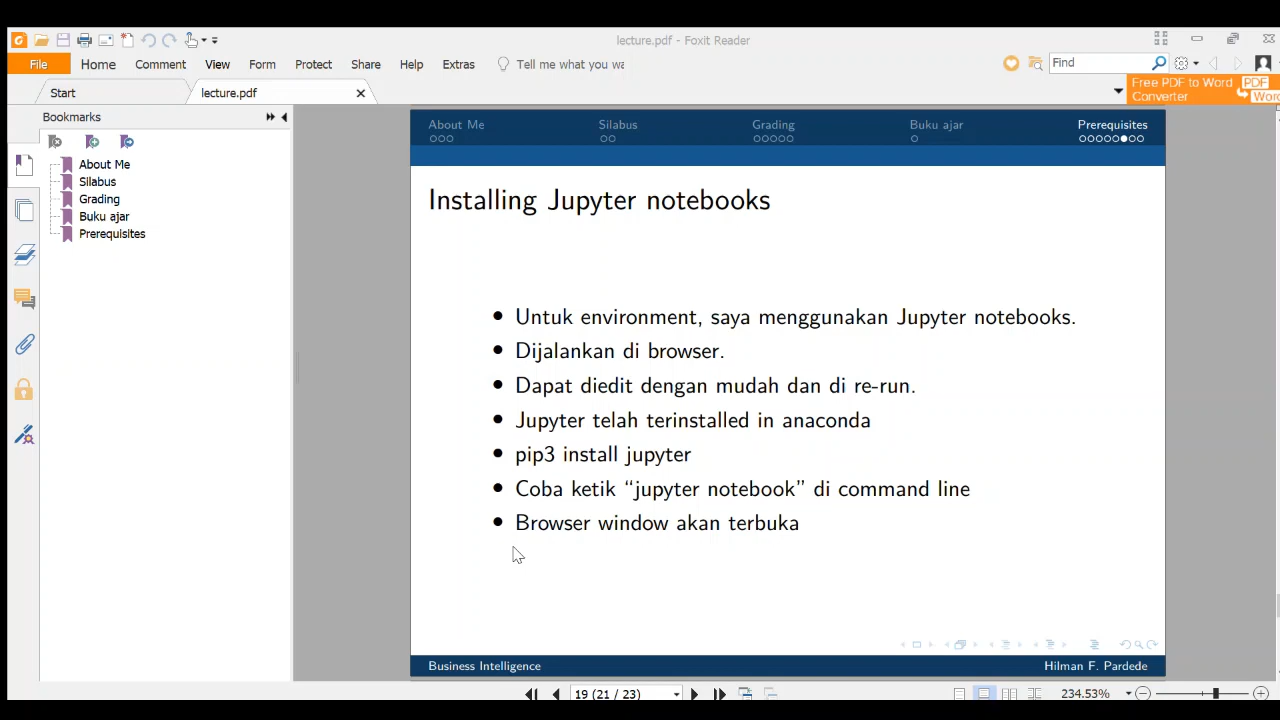 lecture.pdf - Foxit Reader
File Home Comment View Form Protect Share Help Extras Tell me what you wa
Find
Start lecture.pdf
Free PDF to Word
Converter
PDF
Word
Bookmarks
About Me
Silabus
Grading
Buku ajar
Prerequisites
About Me Silabus Grading Buku ajar Prerequisites
Installing Jupyter notebooks
• Untuk environment, saya menggunakan Jupyter notebooks.
• Dijalankan di browser.
• Dapat diedit dengan mudah dan di re-run.
• Jupyter telah terinstalled in anaconda
• pip3 install jupyter
• Coba ketik “jupyter notebook” di command line
• Browser window akan terbuka
Business Intelligence Hilman F. Pardede
19 (21 / 23) 234.53%